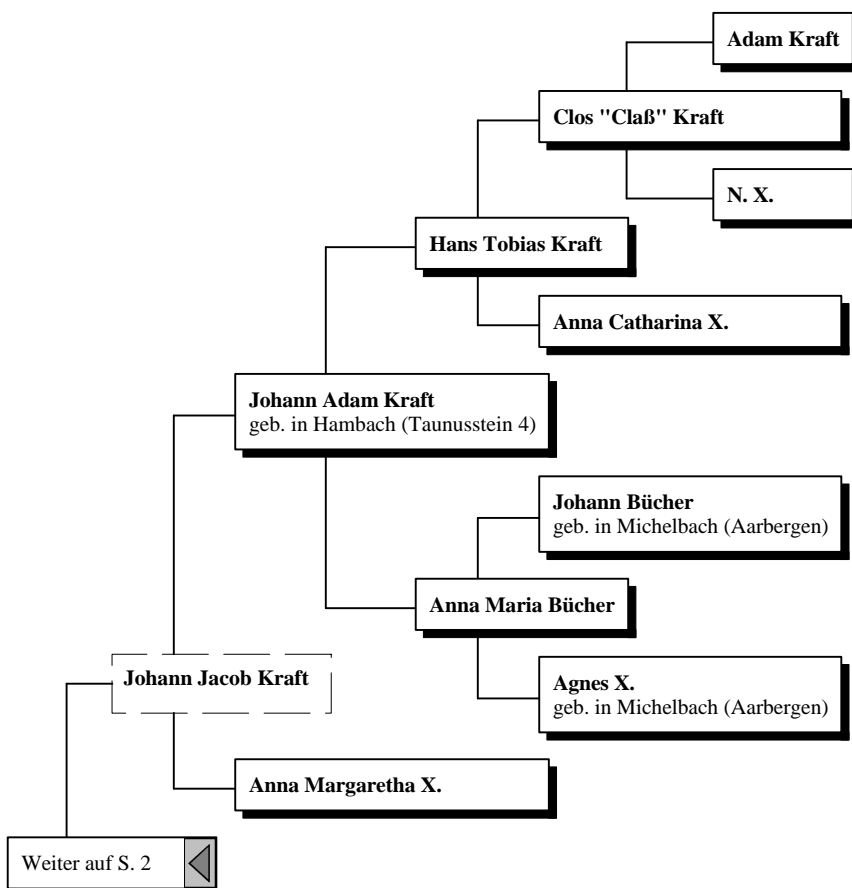 Adam Kraft
Clos "Claß" Kraft
N. X.
Hans Tobias Kraft
Anna Catharina X.
Johann Adam Kraft
geb. in Hambach (Taunusstein 4)
Johann Bücher
geb. in Michelbach (Aarbergen)
Anna Maria Bücher
Johann Jacob Kraft
Agnes X.
geb. in Michelbach (Aarbergen)
Anna Margaretha X.
Weiter auf S. 2